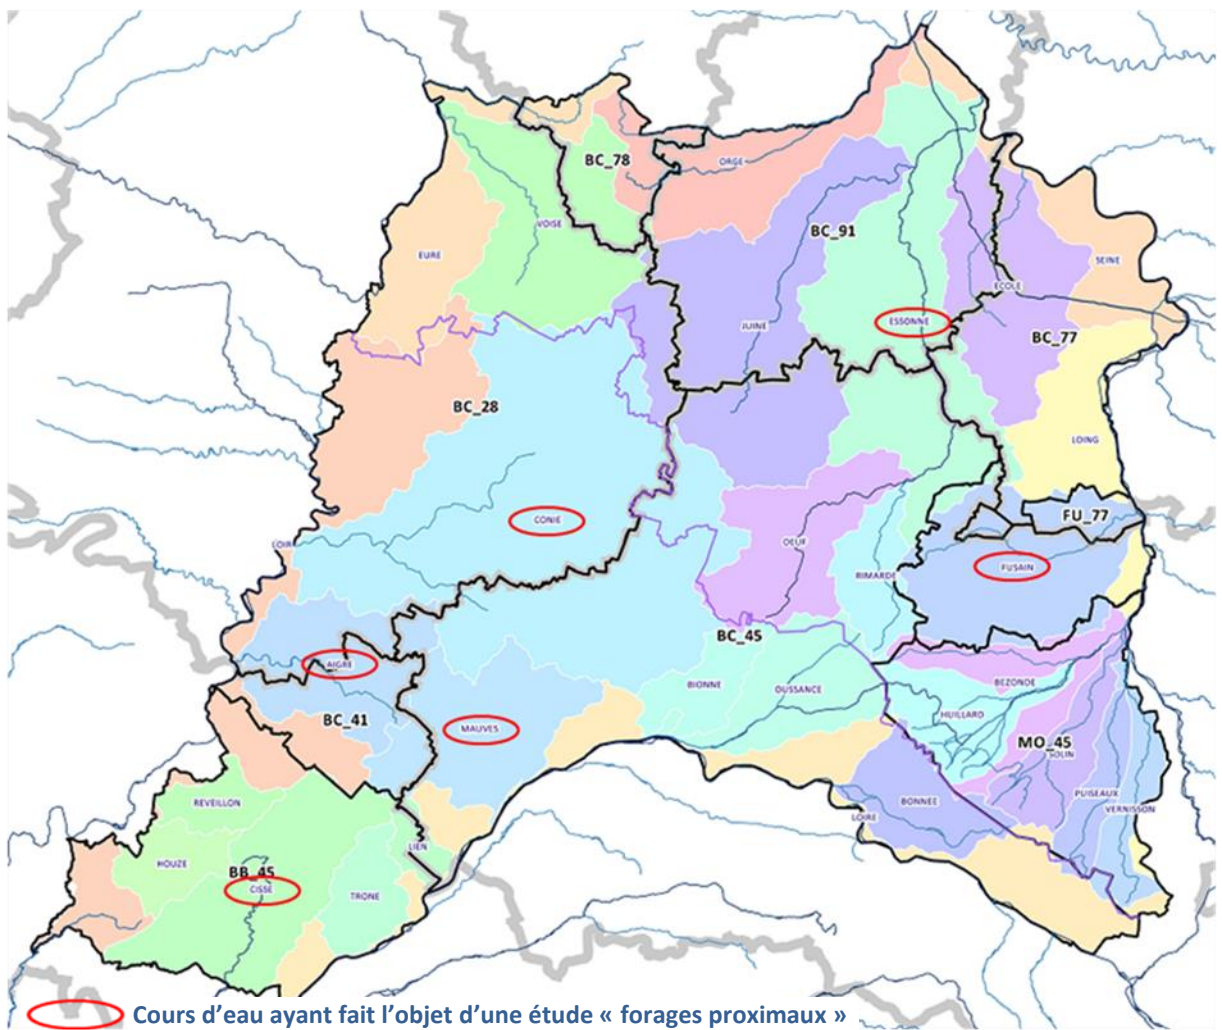 BC_78
ORGE
VOISE
BC_91
EURE
SEINE
ECOLE
JUINE
ESSONNE
BC_77
BC_28
LOING
CONIE
FU_77
OEUF
LOIR
FUSAIN
RIMARDE
BC_45
AIGRE
BIONNE
OUSSANCE
BEZONDE
BC_41
HUILLARD
MAUVES
MO_45
SOLIN
PUISEAUX
REVEILLON
BONNEE
VERNISSON
LOIRE
LIEN
HOUZE
BB_45
CISSE
TRONE
Cours d'eau ayant fait l'objet d'une étude « forages proximaux »